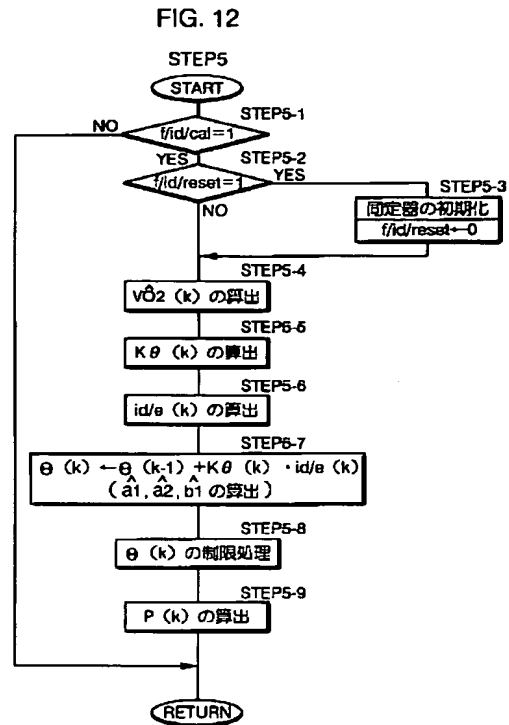 FIG. 12
STEP5
START
STEP5-1
NO
f/id/cal=1
YES
STEP5-2
f/id/reset=1
YES
NO
STEP5-3
同定器の初期化
f/id/reset←0
STEP5-4
VÔ2 (k) の算出
STEP5-5
Kθ (k) の算出
STEP5-6
id/e (k) の算出
STEP5-7
Θ (k) ←Θ (k-1) +Kθ (k) ・id/e (k)
(â1, â2, b̂1 の算出)
STEP5-8
Θ (k) の制限処理
STEP5-9
P (k) の算出
RETURN